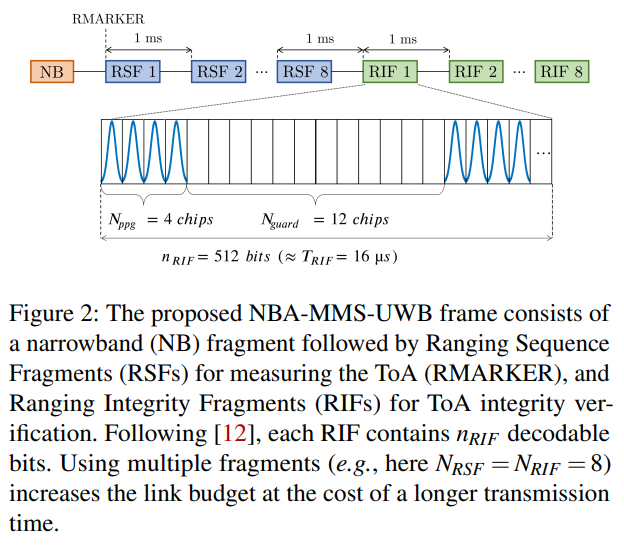 RMARKER
1 ms 1 ms 1 ms
NB RSF 1 RSF 2 ... RSF 8 RIF 1 RIF 2 ... RIF 8
...
N_ppg = 4 chips N_guard = 12 chips
n_RIF = 512 bits (≈ T_RIF = 16 μs)
Figure 2: The proposed NBA-MMS-UWB frame consists of
a narrowband (NB) fragment followed by Ranging Sequence
Fragments (RSFs) for measuring the ToA (RMARKER), and
Ranging Integrity Fragments (RIFs) for ToA integrity ver-
ification. Following [12], each RIF contains n_RIF decodable
bits. Using multiple fragments (e.g., here N_RSF = N_RIF = 8)
increases the link budget at the cost of a longer transmission
time.